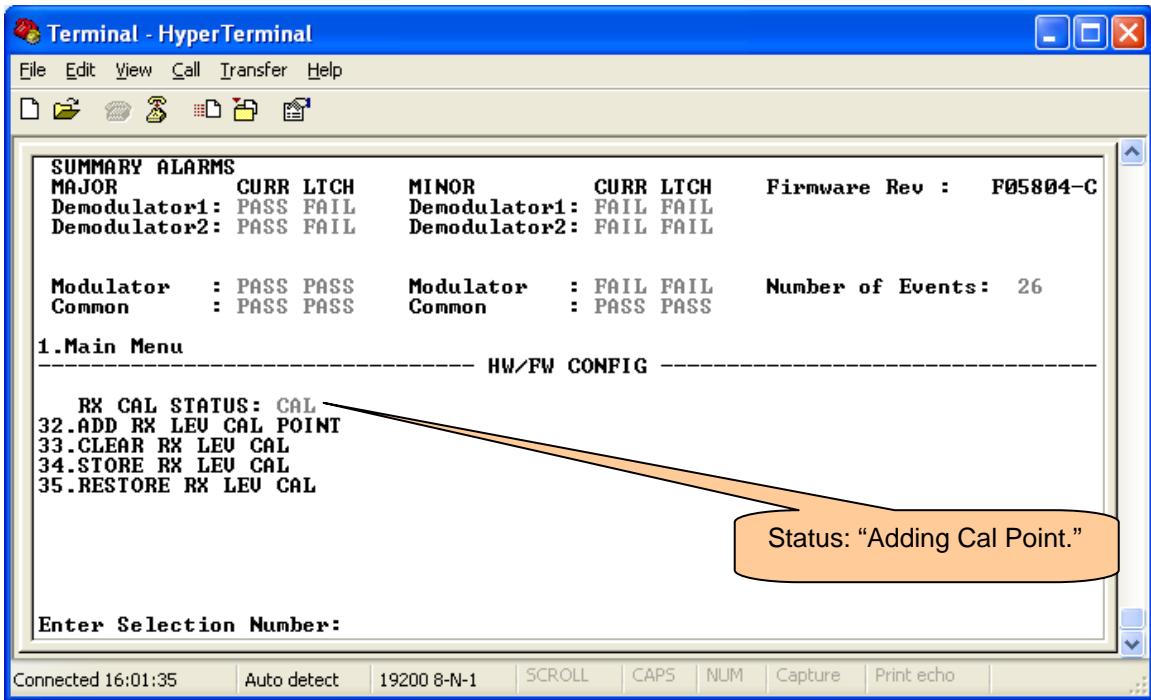 Terminal - HyperTerminal
File Edit View Call Transfer Help
SUMMARY ALARMS
MAJOR CURR LTCH MINOR CURR LTCH Firmware Rev : F05804-C
Demodulator1: PASS FAIL Demodulator1: FAIL FAIL
Demodulator2: PASS FAIL Demodulator2: FAIL FAIL
Modulator : PASS PASS Modulator : FAIL FAIL Number of Events: 26
Common : PASS PASS Common : PASS PASS
1.Main Menu
---------------------------------- HW/FW CONFIG ----------------------------------
RX CAL STATUS: CAL
32.ADD RX LEV CAL POINT
33.CLEAR RX LEV CAL
34.STORE RX LEV CAL
35.RESTORE RX LEV CAL
Status: “Adding Cal Point.”
Enter Selection Number:
Connected 16:01:35 Auto detect 19200 8-N-1 SCROLL CAPS NUM Capture Print echo